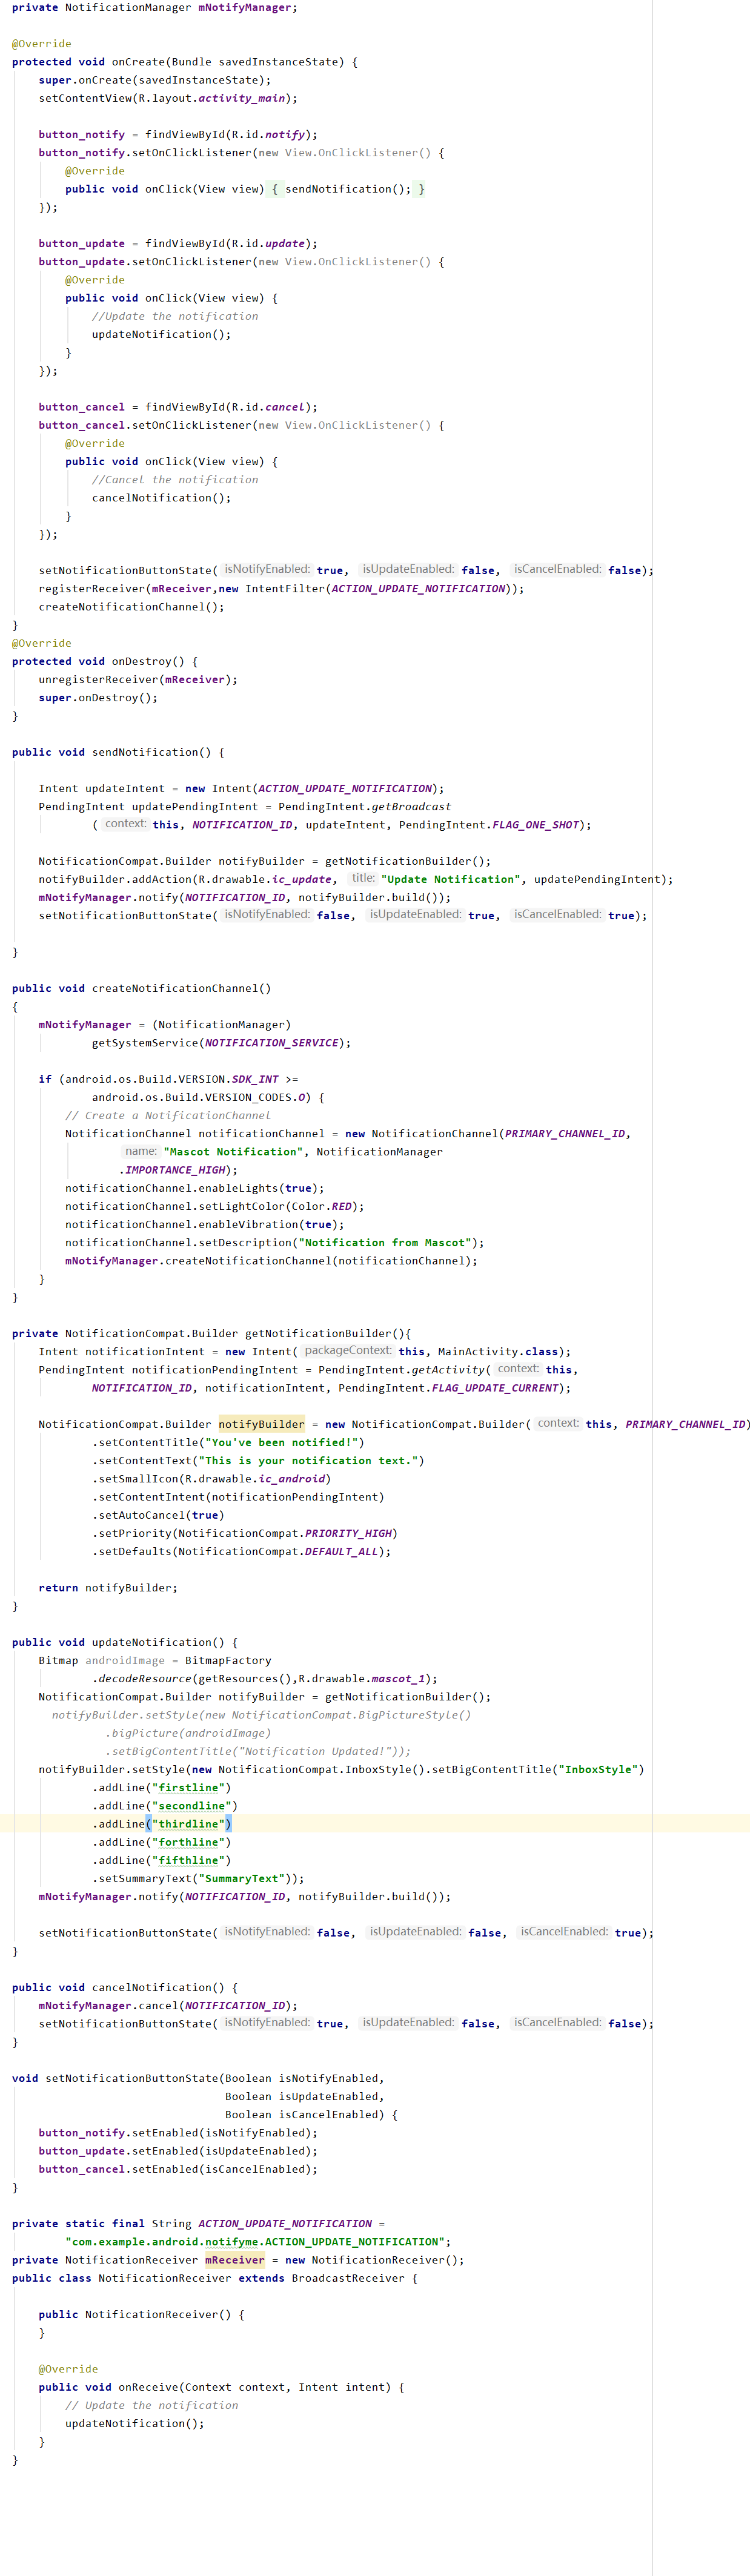 private NotificationManager mNotifyManager;
@Override
protected void onCreate(Bundle savedInstanceState) {
super.onCreate(savedInstanceState);
setContentView(R.layout.activity_main);
button_notify = findViewById(R.id.notify);
button_notify.setOnClickListener(new View.OnClickListener() {
@Override
public void onClick(View view) { sendNotification(); }
});
button_update = findViewById(R.id.update);
button_update.setOnClickListener(new View.OnClickListener() {
@Override
public void onClick(View view) {
//Update the notification
updateNotification();
}
});
button_cancel = findViewById(R.id.cancel);
button_cancel.setOnClickListener(new View.OnClickListener() {
@Override
public void onClick(View view) {
//Cancel the notification
cancelNotification();
}
});
setNotificationButtonState( isNotifyEnabled: true, isUpdateEnabled: false, isCancelEnabled: false);
registerReceiver(mReceiver,new IntentFilter(ACTION_UPDATE_NOTIFICATION));
createNotificationChannel();
}
@Override
protected void onDestroy() {
unregisterReceiver(mReceiver);
super.onDestroy();
}
public void sendNotification() {
Intent updateIntent = new Intent(ACTION_UPDATE_NOTIFICATION);
PendingIntent updatePendingIntent = PendingIntent.getBroadcast
( context: this, NOTIFICATION_ID, updateIntent, PendingIntent.FLAG_ONE_SHOT);
NotificationCompat.Builder notifyBuilder = getNotificationBuilder();
notifyBuilder.addAction(R.drawable.ic_update, title: "Update Notification", updatePendingIntent);
mNotifyManager.notify(NOTIFICATION_ID, notifyBuilder.build());
setNotificationButtonState( isNotifyEnabled: false, isUpdateEnabled: true, isCancelEnabled: true);
}
public void createNotificationChannel()
{
mNotifyManager = (NotificationManager)
getSystemService(NOTIFICATION_SERVICE);
if (android.os.Build.VERSION.SDK_INT >=
android.os.Build.VERSION_CODES.O) {
// Create a NotificationChannel
NotificationChannel notificationChannel = new NotificationChannel(PRIMARY_CHANNEL_ID,
name: "Mascot Notification", NotificationManager
.IMPORTANCE_HIGH);
notificationChannel.enableLights(true);
notificationChannel.setLightColor(Color.RED);
notificationChannel.enableVibration(true);
notificationChannel.setDescription("Notification from Mascot");
mNotifyManager.createNotificationChannel(notificationChannel);
}
}
private NotificationCompat.Builder getNotificationBuilder(){
Intent notificationIntent = new Intent( packageContext: this, MainActivity.class);
PendingIntent notificationPendingIntent = PendingIntent.getActivity( context: this,
NOTIFICATION_ID, notificationIntent, PendingIntent.FLAG_UPDATE_CURRENT);
NotificationCompat.Builder notifyBuilder = new NotificationCompat.Builder( context: this, PRIMARY_CHANNEL_ID)
.setContentTitle("You've been notified!")
.setContentText("This is your notification text.")
.setSmallIcon(R.drawable.ic_android)
.setContentIntent(notificationPendingIntent)
.setAutoCancel(true)
.setPriority(NotificationCompat.PRIORITY_HIGH)
.setDefaults(NotificationCompat.DEFAULT_ALL);
return notifyBuilder;
}
public void updateNotification() {
Bitmap androidImage = BitmapFactory
.decodeResource(getResources(),R.drawable.mascot_1);
NotificationCompat.Builder notifyBuilder = getNotificationBuilder();
notifyBuilder.setStyle(new NotificationCompat.BigPictureStyle()
.bigPicture(androidImage)
.setBigContentTitle("Notification Updated!"));
notifyBuilder.setStyle(new NotificationCompat.InboxStyle().setBigContentTitle("InboxStyle")
.addLine("firstline")
.addLine("secondline")
.addLine("thirdline")
.addLine("forthline")
.addLine("fifthline")
.setSummaryText("SummaryText"));
mNotifyManager.notify(NOTIFICATION_ID, notifyBuilder.build());
setNotificationButtonState( isNotifyEnabled: false, isUpdateEnabled: false, isCancelEnabled: true);
}
public void cancelNotification() {
mNotifyManager.cancel(NOTIFICATION_ID);
setNotificationButtonState( isNotifyEnabled: true, isUpdateEnabled: false, isCancelEnabled: false);
}
void setNotificationButtonState(Boolean isNotifyEnabled,
Boolean isUpdateEnabled,
Boolean isCancelEnabled) {
button_notify.setEnabled(isNotifyEnabled);
button_update.setEnabled(isUpdateEnabled);
button_cancel.setEnabled(isCancelEnabled);
}
private static final String ACTION_UPDATE_NOTIFICATION =
"com.example.android.notifyme.ACTION_UPDATE_NOTIFICATION";
private NotificationReceiver mReceiver = new NotificationReceiver();
public class NotificationReceiver extends BroadcastReceiver {
public NotificationReceiver() {
}
@Override
public void onReceive(Context context, Intent intent) {
// Update the notification
updateNotification();
}
}